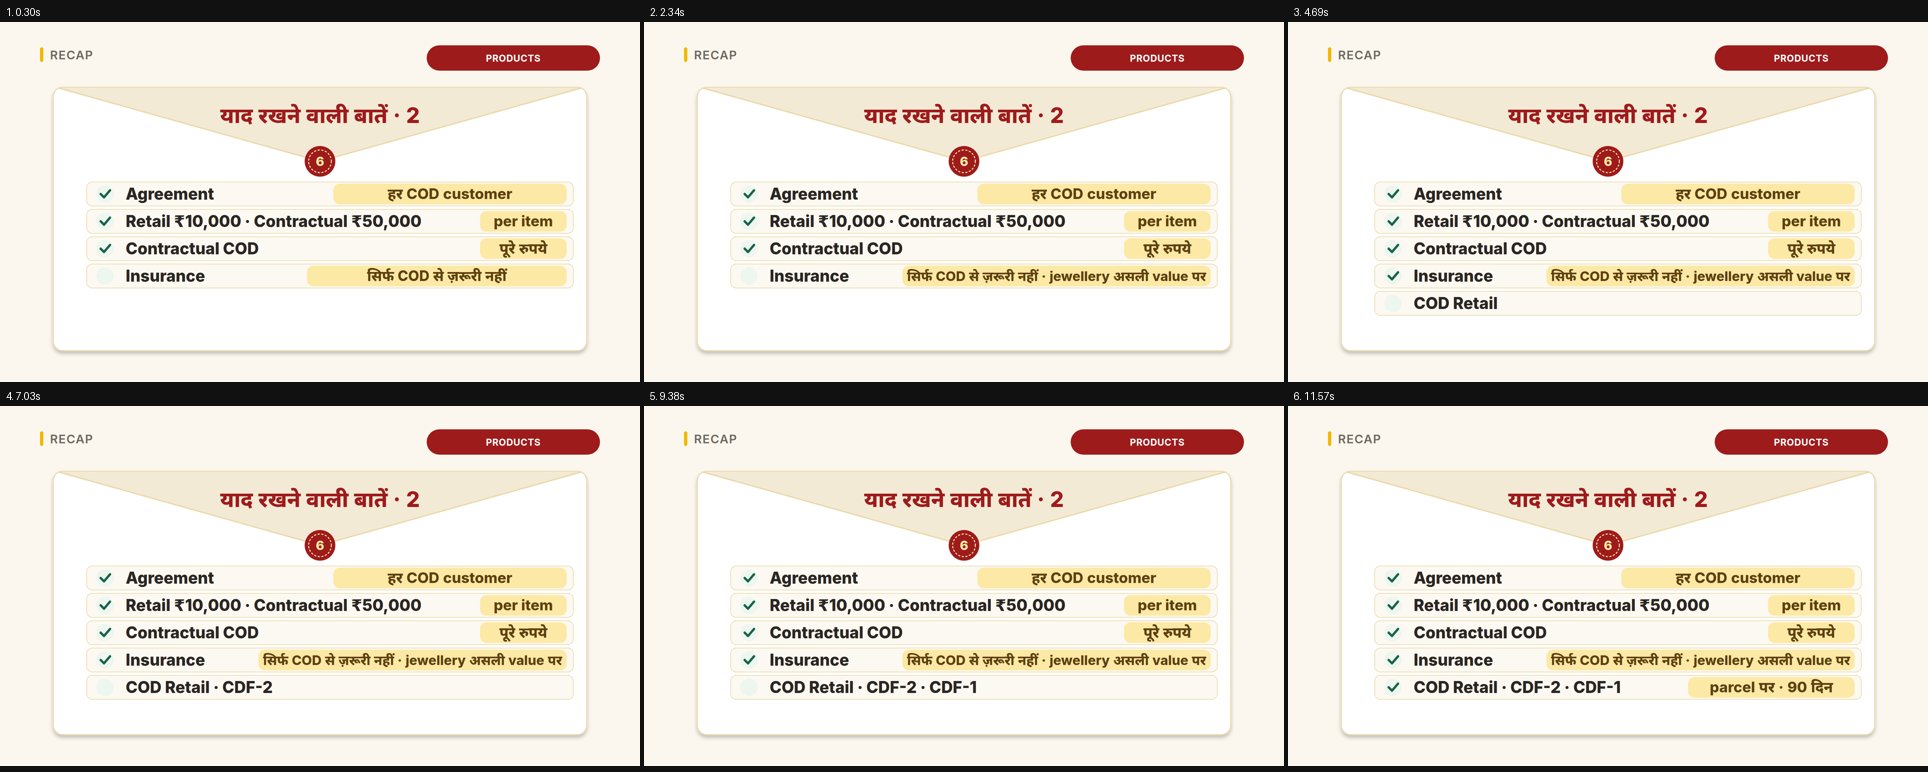 1. 0.30s
RECAP
PRODUCTS
याद रखने वाली बातें · 2
6
Agreement हर COD customer
Retail ₹10,000 · Contractual ₹50,000 per item
Contractual COD पूरे रुपये
Insurance सिर्फ COD से ज़रूरी नहीं
2. 2.34s
RECAP
PRODUCTS
याद रखने वाली बातें · 2
6
Agreement हर COD customer
Retail ₹10,000 · Contractual ₹50,000 per item
Contractual COD पूरे रुपये
Insurance सिर्फ COD से ज़रूरी नहीं · jewellery असली value पर
3. 4.69s
RECAP
PRODUCTS
याद रखने वाली बातें · 2
6
Agreement हर COD customer
Retail ₹10,000 · Contractual ₹50,000 per item
Contractual COD पूरे रुपये
Insurance सिर्फ COD से ज़रूरी नहीं · jewellery असली value पर
COD Retail
4. 7.03s
RECAP
PRODUCTS
याद रखने वाली बातें · 2
6
Agreement हर COD customer
Retail ₹10,000 · Contractual ₹50,000 per item
Contractual COD पूरे रुपये
Insurance सिर्फ COD से ज़रूरी नहीं · jewellery असली value पर
COD Retail · CDF-2
5. 9.38s
RECAP
PRODUCTS
याद रखने वाली बातें · 2
6
Agreement हर COD customer
Retail ₹10,000 · Contractual ₹50,000 per item
Contractual COD पूरे रुपये
Insurance सिर्फ COD से ज़रूरी नहीं · jewellery असली value पर
COD Retail · CDF-2 · CDF-1
6. 11.57s
RECAP
PRODUCTS
याद रखने वाली बातें · 2
6
Agreement हर COD customer
Retail ₹10,000 · Contractual ₹50,000 per item
Contractual COD पूरे रुपये
Insurance सिर्फ COD से ज़रूरी नहीं · jewellery असली value पर
COD Retail · CDF-2 · CDF-1 parcel पर · 90 दिन